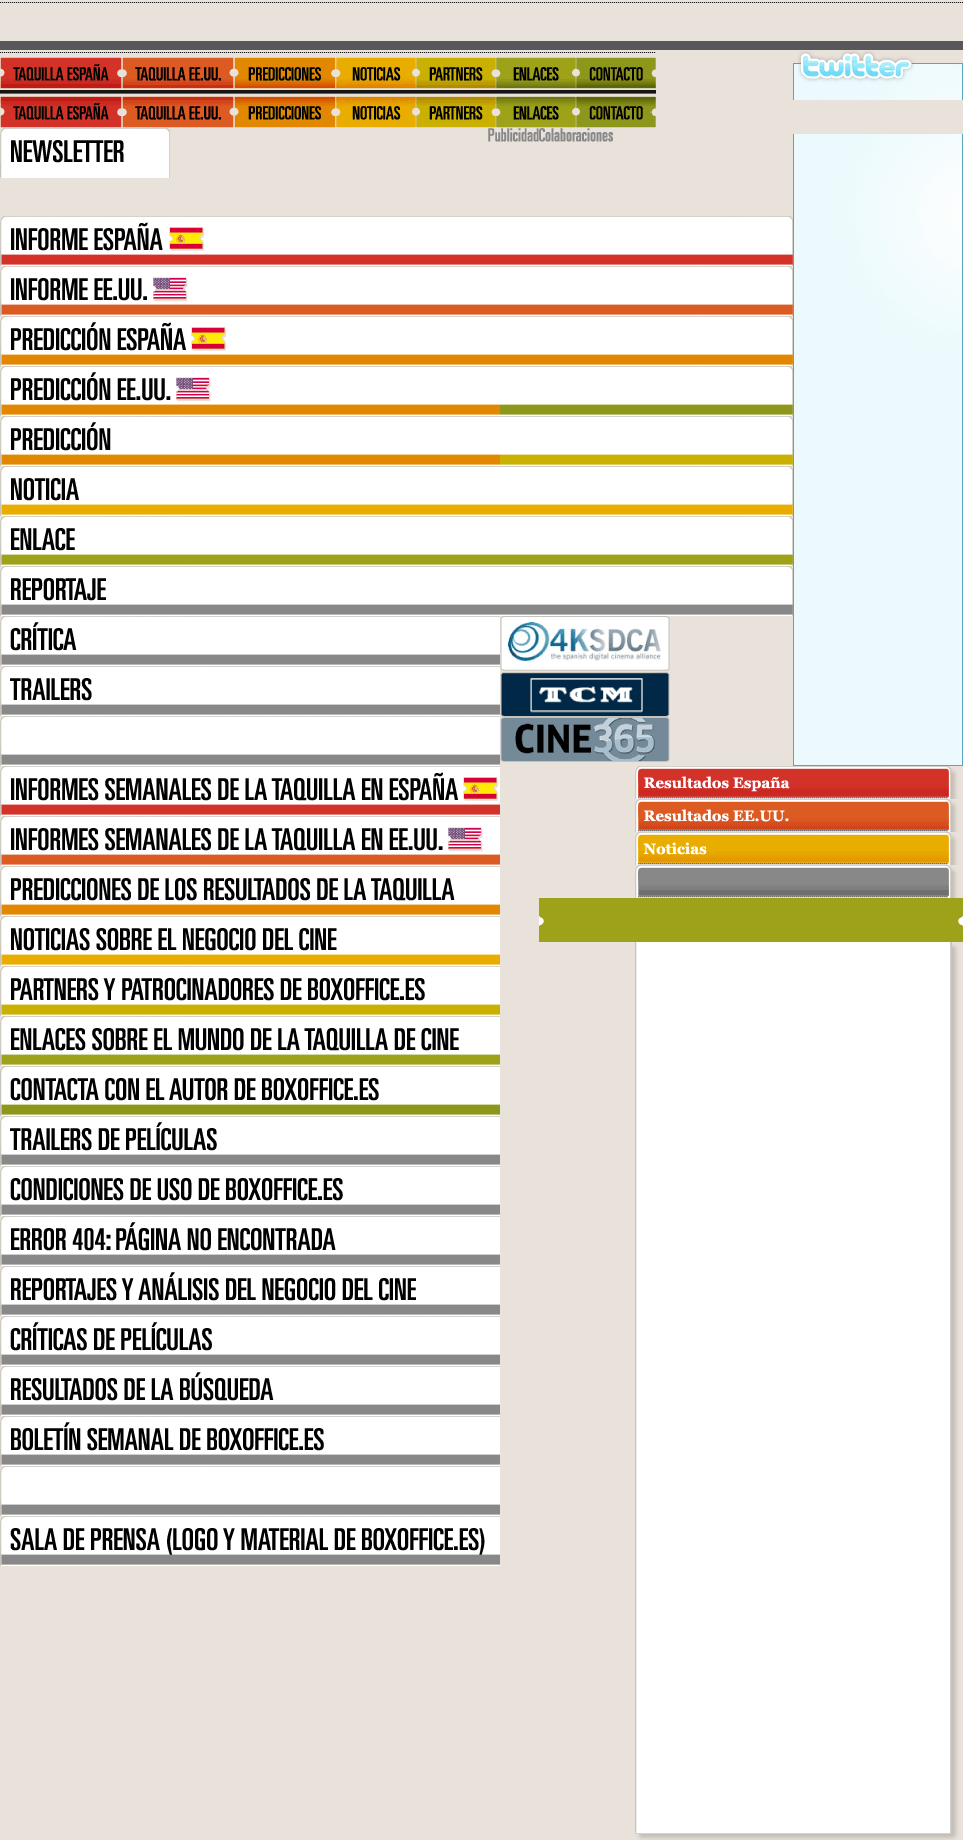 TAQUILLA ESPAÑA TAQUILLA EE.UU. PREDICCIONES NOTICIAS PARTNERS ENLACES CONTACTO
twitter
TAQUILLA ESPAÑA TAQUILLA EE.UU. PREDICCIONES NOTICIAS PARTNERS ENLACES CONTACTO
PublicidadColaboraciones
NEWSLETTER
INFORME ESPAÑA
INFORME EE.UU.
PREDICCIÓN ESPAÑA
PREDICCIÓN EE.UU.
PREDICCIÓN
NOTICIA
ENLACE
REPORTAJE
CRÍTICA
4KSDCA
the spanish digital cinema alliance
TRAILERS
TCM
CINE365
INFORMES SEMANALES DE LA TAQUILLA EN ESPAÑA
Resultados España
Resultados EE.UU.
INFORMES SEMANALES DE LA TAQUILLA EN EE.UU.
Noticias
PREDICCIONES DE LOS RESULTADOS DE LA TAQUILLA
NOTICIAS SOBRE EL NEGOCIO DEL CINE
PARTNERS Y PATROCINADORES DE BOXOFFICE.ES
ENLACES SOBRE EL MUNDO DE LA TAQUILLA DE CINE
CONTACTA CON EL AUTOR DE BOXOFFICE.ES
TRAILERS DE PELÍCULAS
CONDICIONES DE USO DE BOXOFFICE.ES
ERROR 404: PÁGINA NO ENCONTRADA
REPORTAJES Y ANÁLISIS DEL NEGOCIO DEL CINE
CRÍTICAS DE PELÍCULAS
RESULTADOS DE LA BÚSQUEDA
BOLETÍN SEMANAL DE BOXOFFICE.ES
SALA DE PRENSA (LOGO Y MATERIAL DE BOXOFFICE.ES)